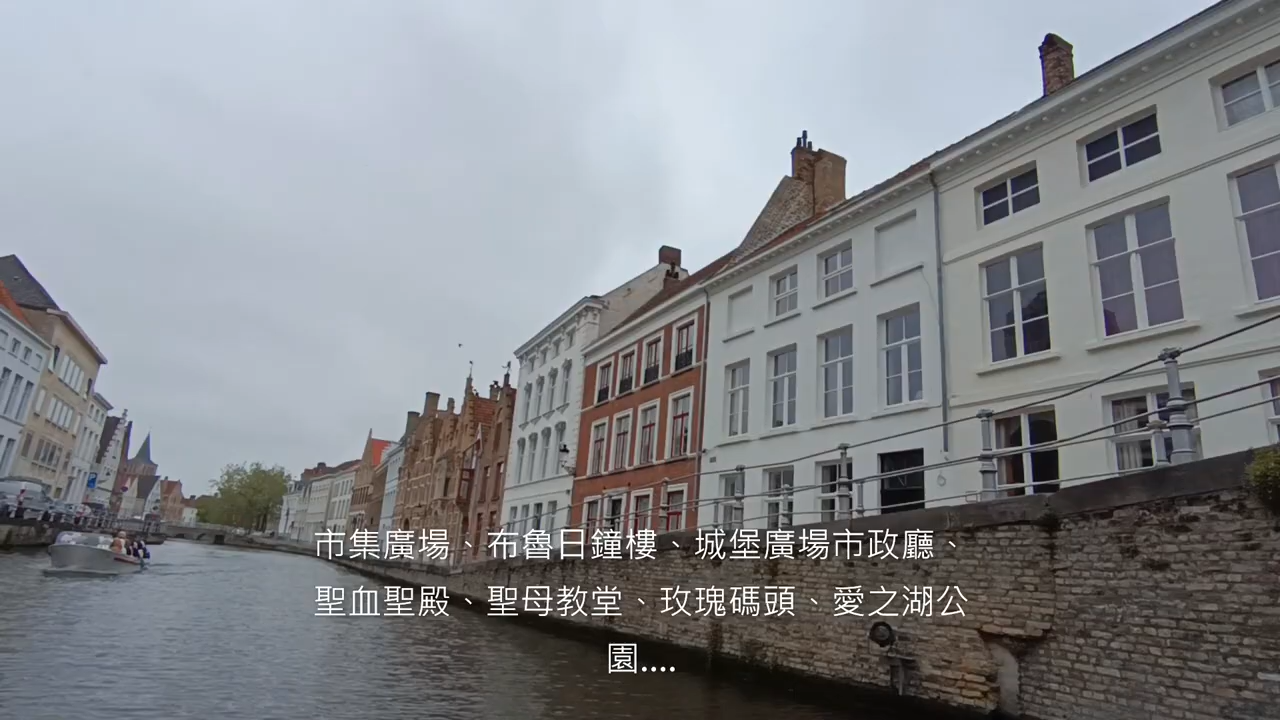 市集廣場、布魯日鐘樓、城堡廣場市政廳、
聖血聖殿、聖母教堂、玫瑰碼頭、愛之湖公
園....